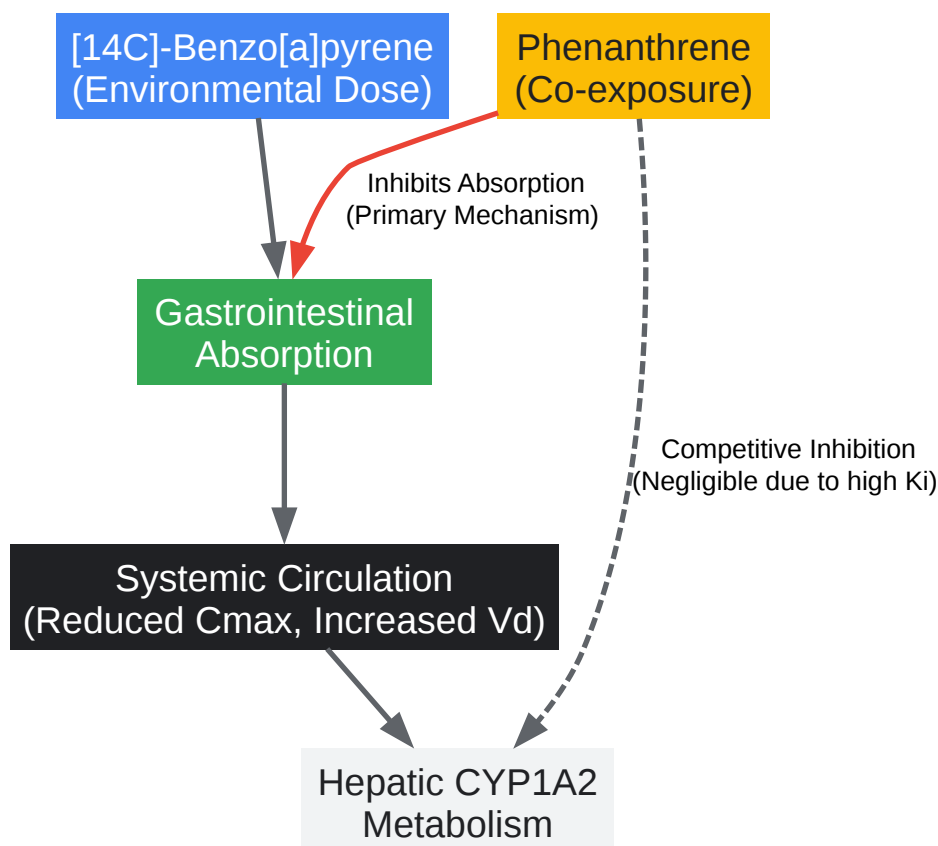 [14C]-Benzo[a]pyrene
(Environmental Dose)
Phenanthrene
(Co-exposure)
Inhibits Absorption
(Primary Mechanism)
Gastrointestinal
Absorption
Competitive Inhibition
(Negligible due to high Ki)
Systemic Circulation
(Reduced Cmax, Increased Vd)
Hepatic CYP1A2
Metabolism